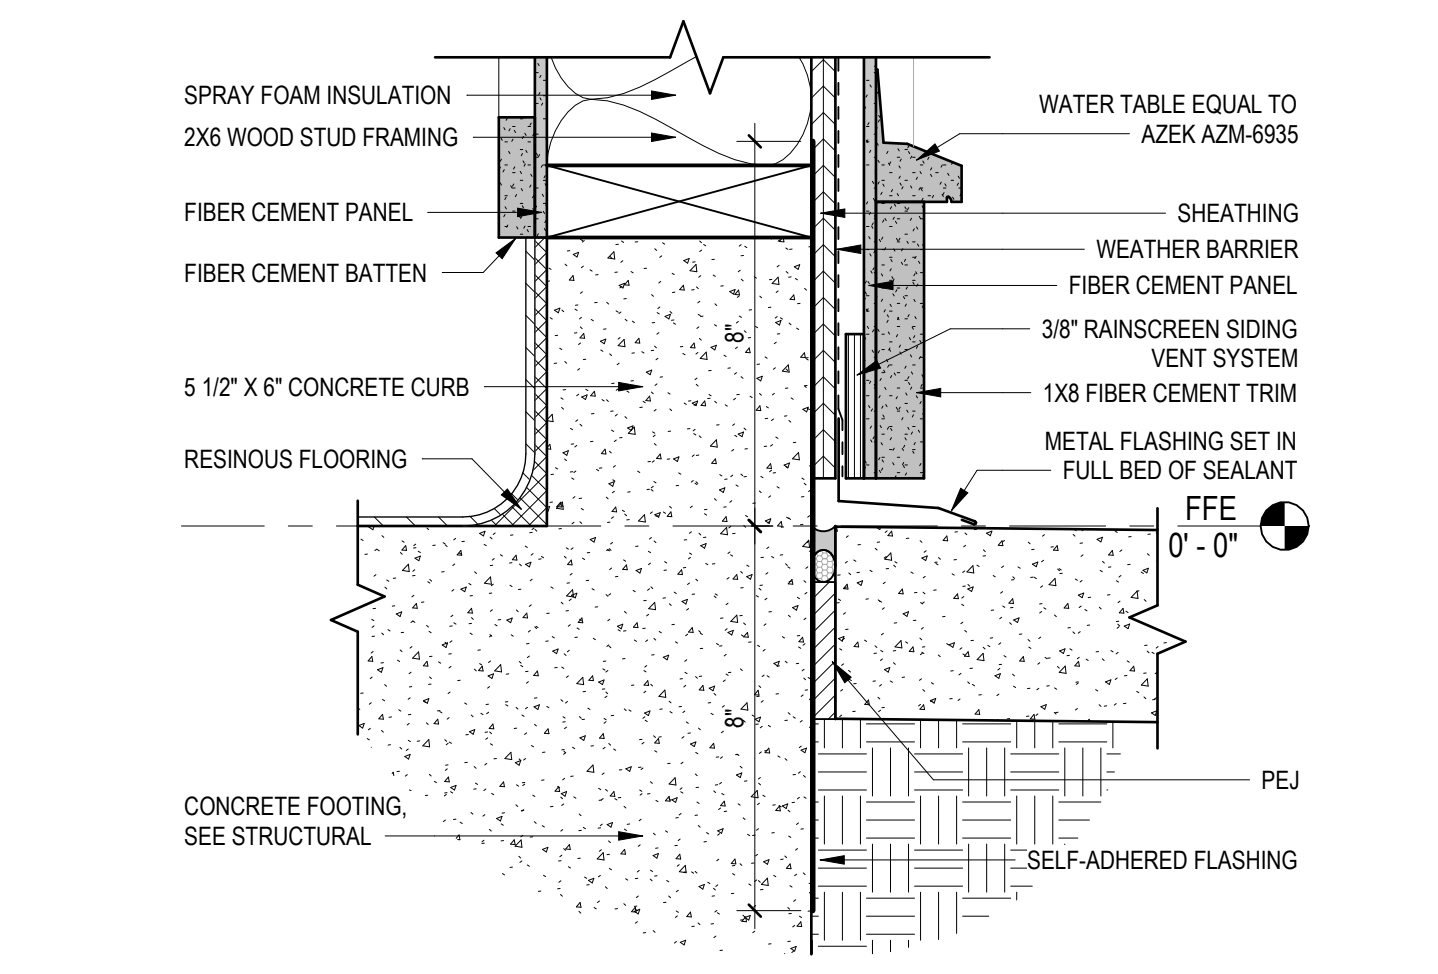 SPRAY FOAM INSULATION
2X6 WOOD STUD FRAMING
FIBER CEMENT PANEL
FIBER CEMENT BATTEN
5 1/2" X 6" CONCRETE CURB
RESINOUS FLOORING
CONCRETE FOOTING,
SEE STRUCTURAL
8"
8"
WATER TABLE EQUAL TO
AZEK AZM-6935
SHEATHING
WEATHER BARRIER
FIBER CEMENT PANEL
3/8" RAINSCREEN SIDING
VENT SYSTEM
1X8 FIBER CEMENT TRIM
METAL FLASHING SET IN
FULL BED OF SEALANT
FFE
0' - 0"
PEJ
SELF-ADHERED FLASHING